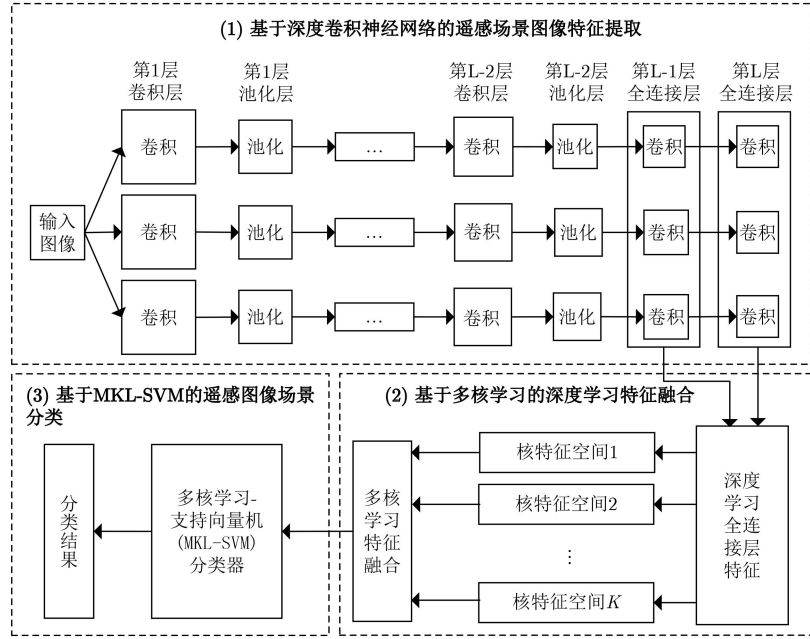 (1) 基于深度卷积神经网络的遥感场景图像特征提取
第1层
卷积层
第1层
池化层
第L-2层
卷积层
第L-2层
池化层
第L-1层
全连接层
第L层
全连接层
卷积
池化
...
卷积
池化
卷积
卷积
输入
图像
卷积
池化
...
卷积
池化
卷积
卷积
卷积
池化
...
卷积
池化
卷积
卷积
(3) 基于MKL-SVM的遥感图像场景
分类
分类结果
多核学习-
支持向量机
(MKL-SVM)
分类器
(2) 基于多核学习的深度学习特征融合
多核
学习
特征
融合
核特征空间1
核特征空间2
⋮
核特征空间K
深度
学习
全连
接层
特征